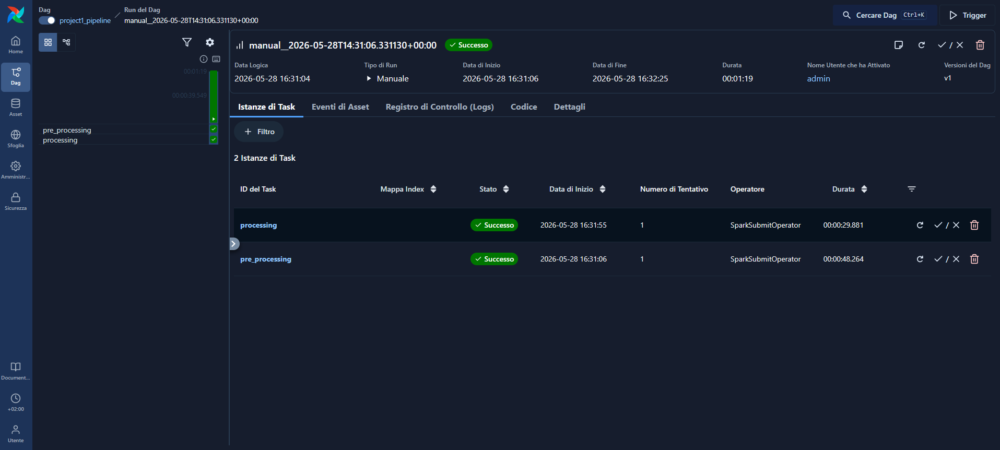 Dag
project1_pipeline
/
Run del Dag
manual__2026-05-28T14:31:06.331130+00:00
Cercare Dag Ctrl+K
Trigger
Home
Dag
Asset
Sfoglia
Amministr...
Sicurezza
Document...
+02:00
Utente
00:01:19
00:00:39.549
pre_processing
processing
manual__2026-05-28T14:31:06.331130+00:00 Successo
/
Data Logica Tipo di Run Data di Inizio Data di Fine Durata Nome Utente che ha Attivato Versioni del Dag
2026-05-28 16:31:04 Manuale 2026-05-28 16:31:06 2026-05-28 16:32:25 00:01:19 admin v1
Istanze di Task Eventi di Asset Registro di Controllo (Logs) Codice Dettagli
+ Filtro
2 Istanze di Task
ID del Task Mappa Index Stato Data di Inizio Numero di Tentativo Operatore Durata
processing Successo 2026-05-28 16:31:55 1 SparkSubmitOperator 00:00:29.881 /
pre_processing Successo 2026-05-28 16:31:06 1 SparkSubmitOperator 00:00:48.264 /